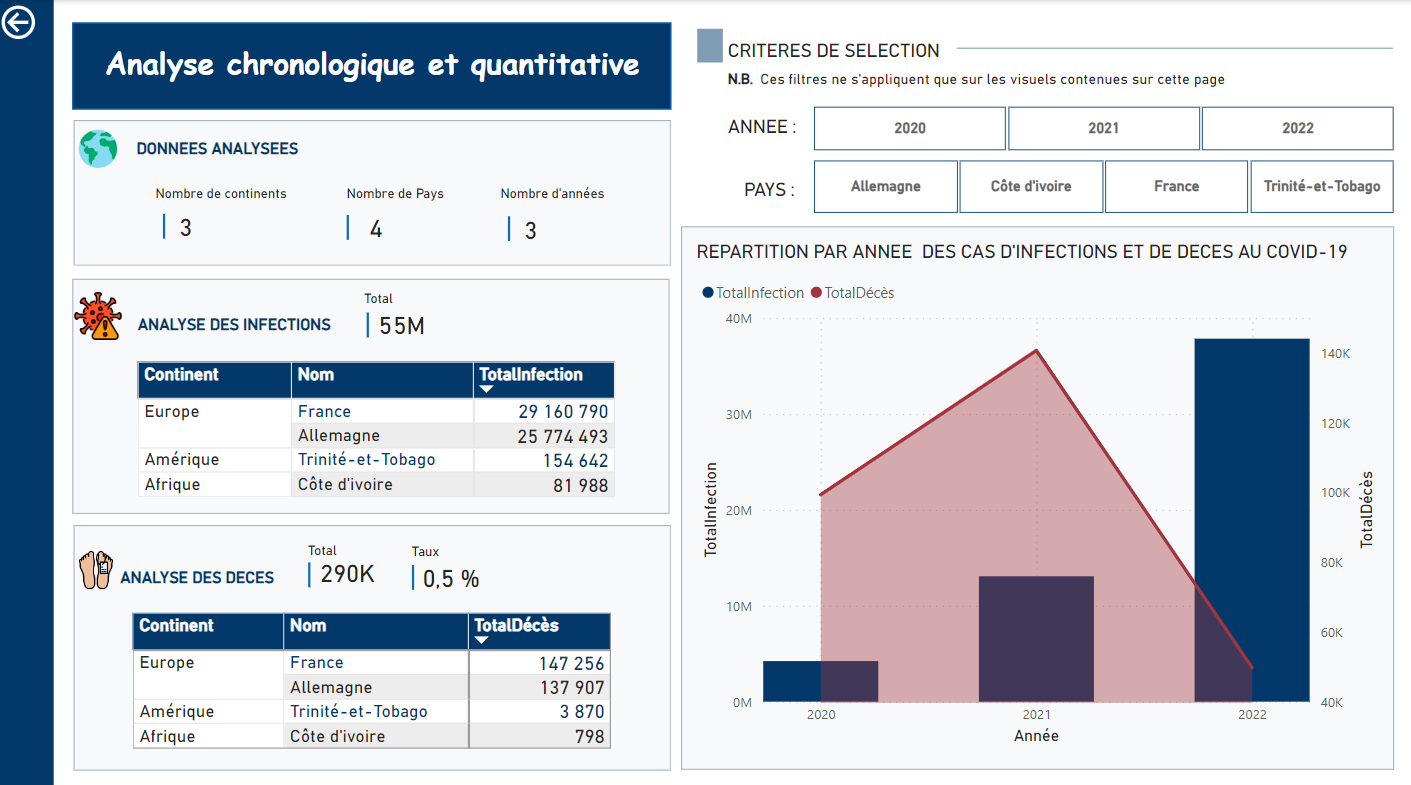 Analyse chronologique et quantitative
DONNEES ANALYSEES
Nombre de continents Nombre de Pays Nombre d'années
3 4 3
Total
ANALYSE DES INFECTIONS 55M
Continent Nom TotalInfection
Europe France 29 160 790
Allemagne 25 774 493
Amérique Trinité-et-Tobago 154 642
Afrique Côte d'ivoire 81 988
Total Taux
ANALYSE DES DECES 290K 0,5 %
Continent Nom TotalDécès
Europe France 147 256
Allemagne 137 907
Amérique Trinité-et-Tobago 3 870
Afrique Côte d'ivoire 798
CRITERES DE SELECTION
N.B. Ces filtres ne s'appliquent que sur les visuels contenues sur cette page
ANNEE : 2020 2021 2022
PAYS : Allemagne Côte d'ivoire France Trinité-et-Tobago
REPARTITION PAR ANNEE DES CAS D'INFECTIONS ET DE DECES AU COVID-19
TotalInfection TotalDécès
40M
30M
20M
10M
0M
TotalInfection
140K
120K
100K
80K
60K
40K
TotalDécès
2020 2021 2022
Année